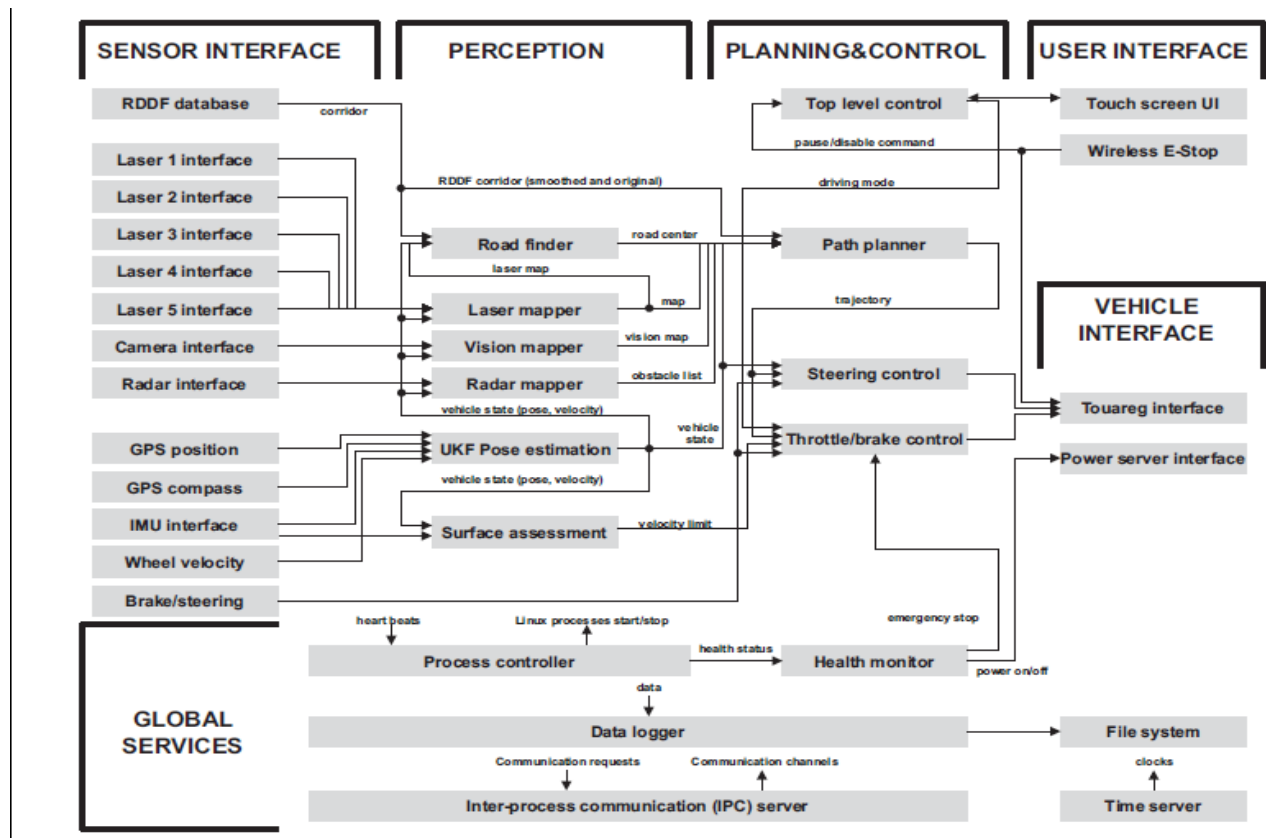 SENSOR INTERFACE
PERCEPTION
PLANNING&CONTROL
USER INTERFACE
RDDF database
corridor
Top level control
Touch screen UI
pause/disable command
Wireless E-Stop
Laser 1 interface
Laser 2 interface
Laser 3 interface
Laser 4 interface
Laser 5 interface
Camera interface
Radar interface
RDDF corridor (smoothed and original)
driving mode
Road finder
road center
Path planner
laser map
Laser mapper
map
trajectory
VEHICLE
INTERFACE
Vision mapper
vision map
Radar mapper
obstacle list
Steering control
Touareg interface
vehicle state (pose, velocity)
vehicle
state
GPS position
UKF Pose estimation
Throttle/brake control
Power server interface
GPS compass
vehicle state (pose, velocity)
IMU interface
Surface assessment
velocity limit
Wheel velocity
Brake/steering
heart beats
Linux processes start/stop
emergency stop
Process controller
health status
Health monitor
power on/off
GLOBAL
SERVICES
data
Data logger
File system
Communication requests
Communication channels
clocks
Inter-process communication (IPC) server
Time server